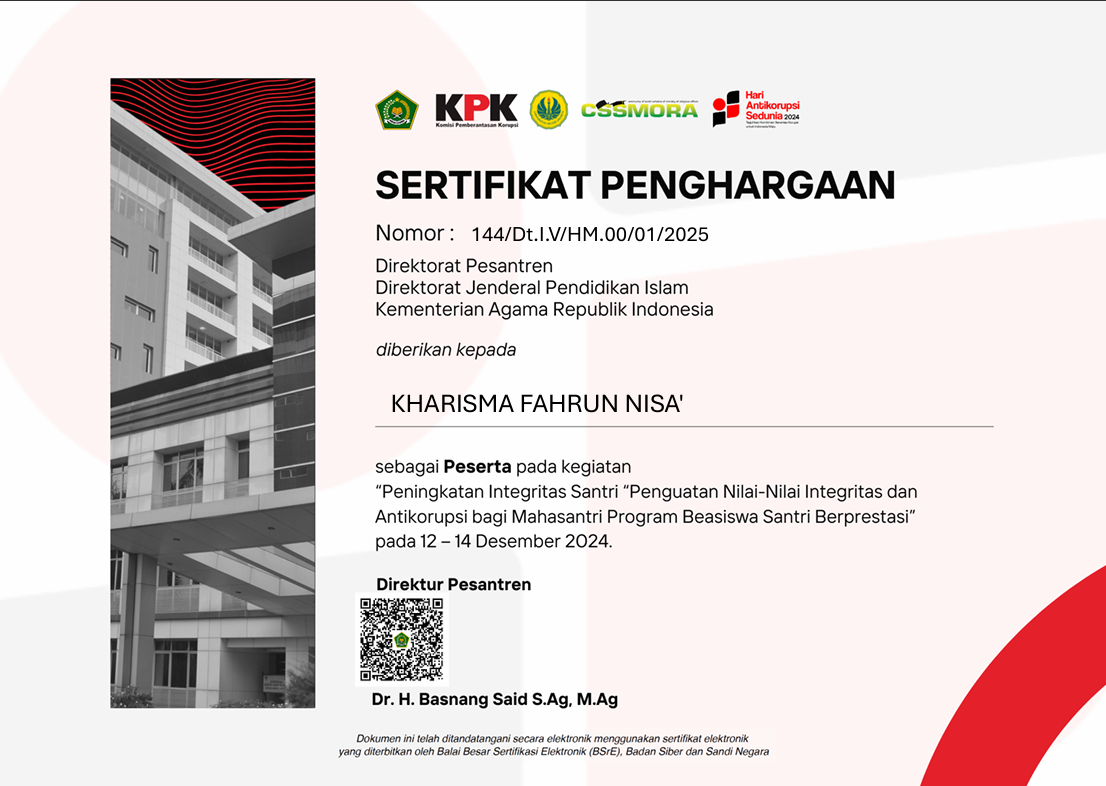 KPK
Komisi Pemberantasan Korupsi
CSSMORA
Hari
Antikorupsi
Sedunia 2024
SERTIFIKAT PENGHARGAAN
Nomor : 144/Dt.I.V/HM.00/01/2025
Direktorat Pesantren
Direktorat Jenderal Pendidikan Islam
Kementerian Agama Republik Indonesia
diberikan kepada
KHARISMA FAHRUN NISA'
sebagai Peserta pada kegiatan
“Peningkatan Integritas Santri “Penguatan Nilai-Nilai Integritas dan
Antikorupsi bagi Mahasantri Program Beasiswa Santri Berprestasi”
pada 12 – 14 Desember 2024.
Direktur Pesantren
Dr. H. Basnang Said S.Ag, M.Ag
Dokumen ini telah ditandatangani secara elektronik menggunakan sertifikat elektronik
yang diterbitkan oleh Balai Besar Sertifikasi Elektronik (BSrE), Badan Siber dan Sandi Negara